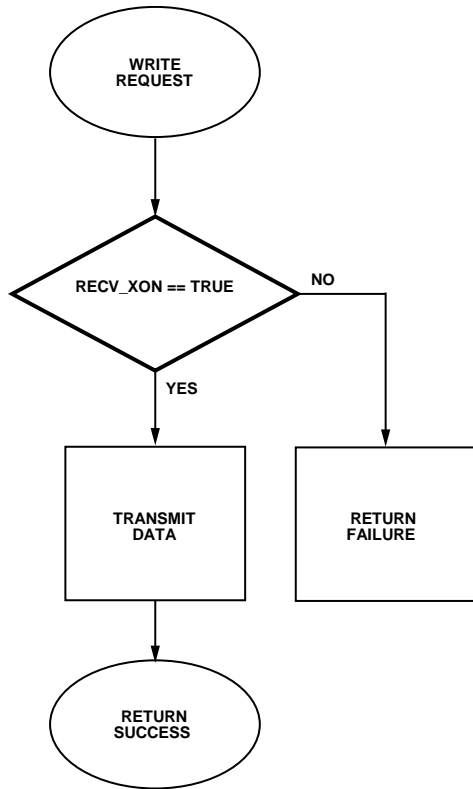 WRITE
REQUEST
RECV_XON == TRUE
NO
YES
TRANSMIT
DATA
RETURN
FAILURE
RETURN
SUCCESS